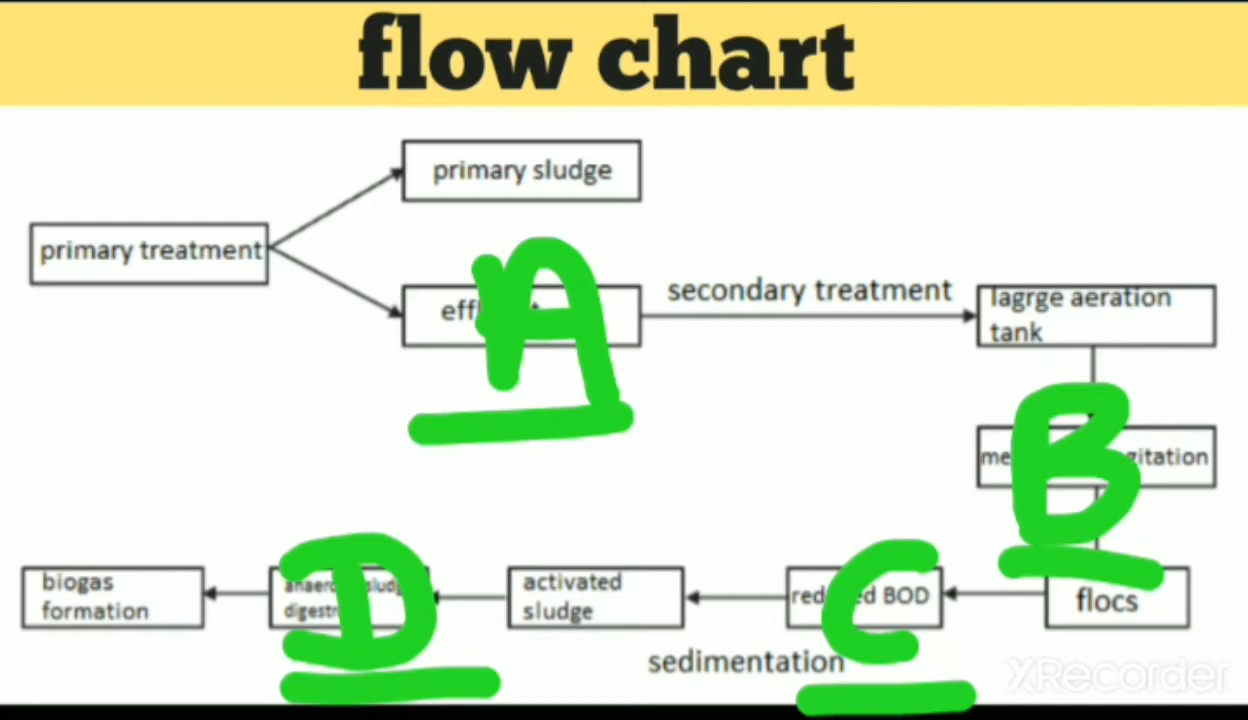 flow chart
primary sludge
primary treatment
A
secondary treatment
lagrge aeration
tank
B
biogas
formation
D
activated
sludge
C
BOD
flocs
sedimentation
XRecorder